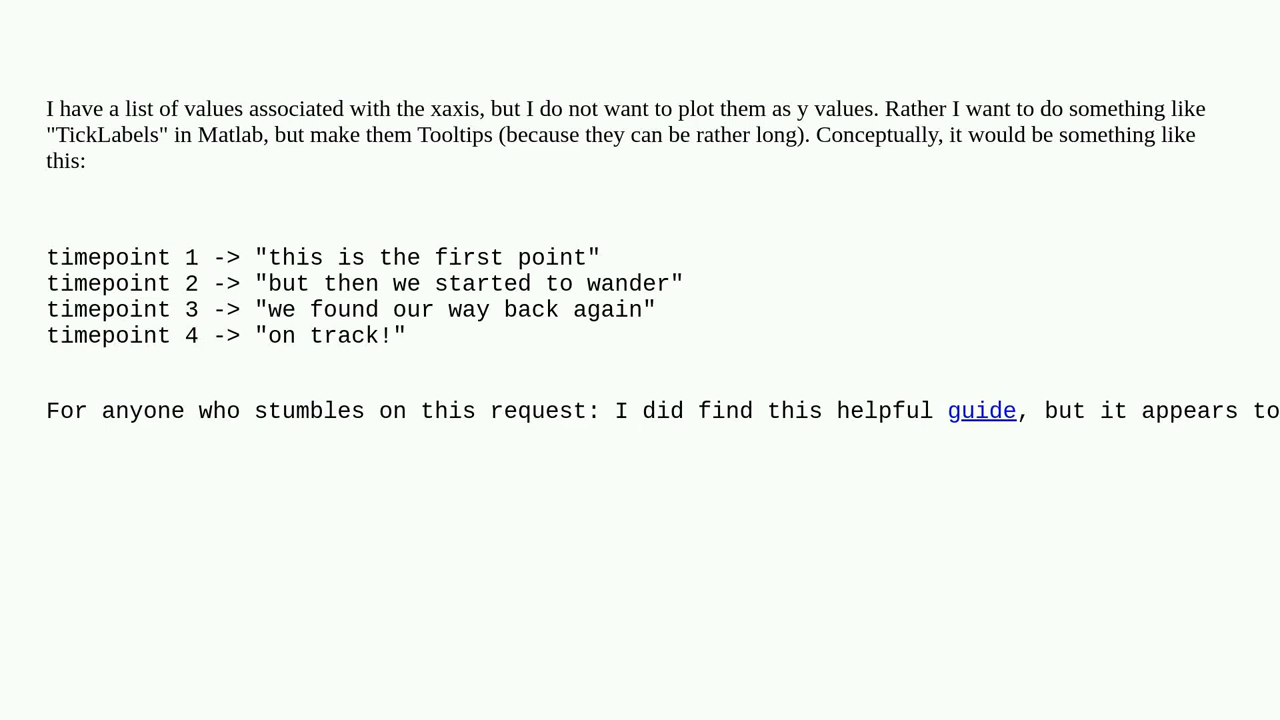 I have a list of values associated with the xaxis, but I do not want to plot them as y values. Rather I want to do something like
"TickLabels" in Matlab, but make them Tooltips (because they can be rather long). Conceptually, it would be something like
this:
timepoint 1 -> "this is the first point"
timepoint 2 -> "but then we started to wander"
timepoint 3 -> "we found our way back again"
timepoint 4 -> "on track!"
For anyone who stumbles on this request: I did find this helpful guide, but it appears to